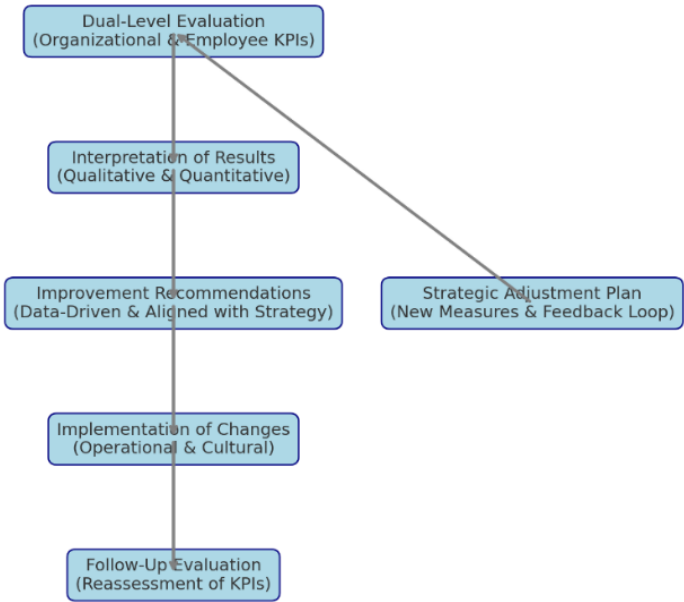 Dual-Level Evaluation
(Organizational & Employee KPIs)
Interpretation of Results
(Qualitative & Quantitative)
Improvement Recommendations
(Data-Driven & Aligned with Strategy)
Strategic Adjustment Plan
(New Measures & Feedback Loop)
Implementation of Changes
(Operational & Cultural)
Follow-Up Evaluation
(Reassessment of KPIs)